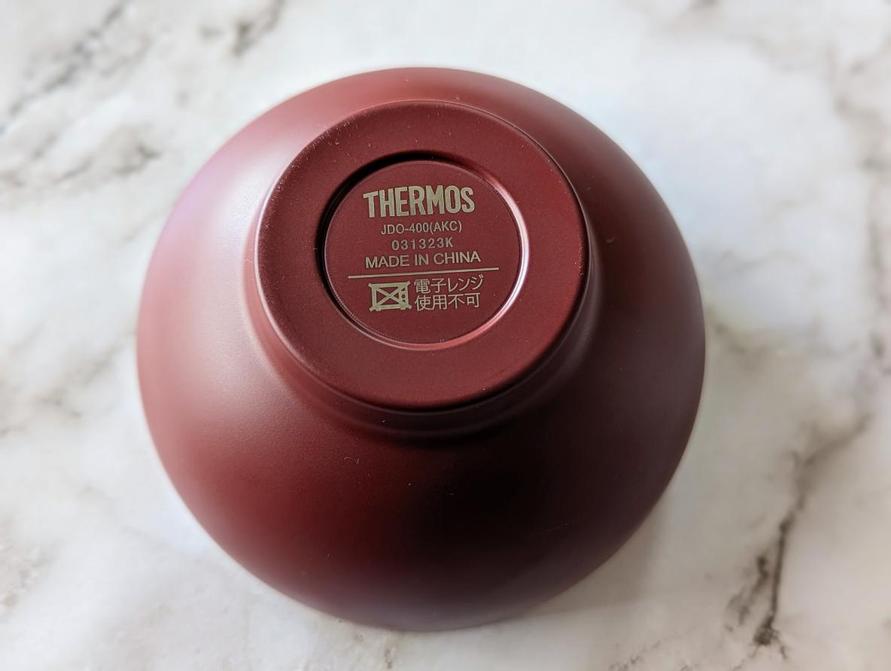 THERMOS
JDO-400(AKC)
031323K
MADE IN CHINA
電子レンジ
使用不可